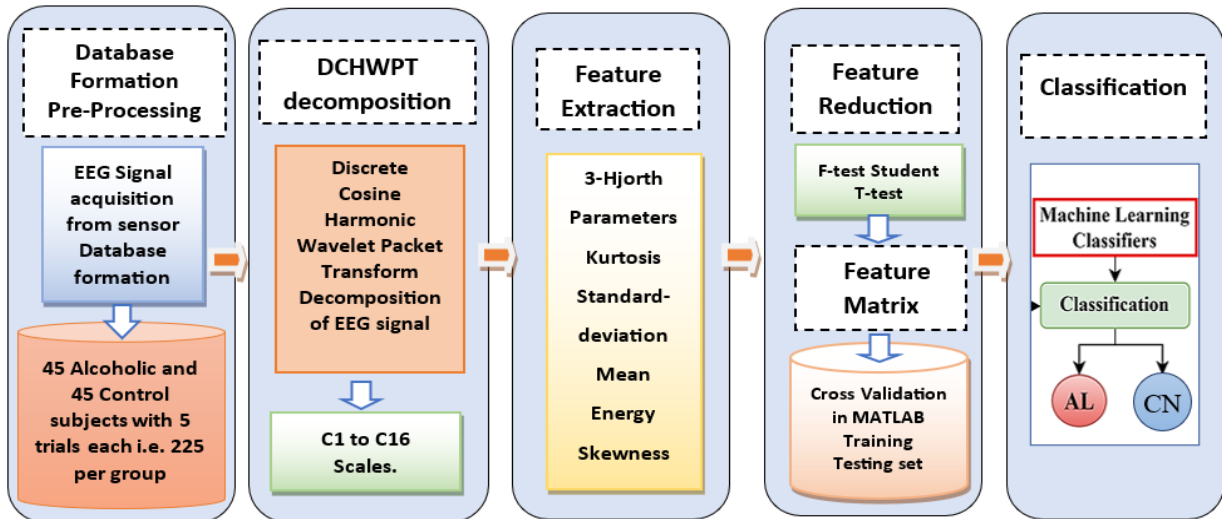 Database
Formation
Pre-Processing
EEG Signal
acquisition
from sensor
Database
formation
45 Alcoholic and
45 Control
subjects with 5
trials each i.e. 225
per group
DCHWPT
decomposition
Discrete
Cosine
Harmonic
Wavelet Packet
Transform
Decomposition
of EEG signal
C1 to C16
Scales.
Feature
Extraction
3-Hjorth
Parameters
Kurtosis
Standard-
deviation
Mean
Energy
Skewness
Feature
Reduction
F-test Student
T-test
Feature
Matrix
Cross Validation
in MATLAB
Training
Testing set
Classification
Machine Learning
Classifiers
Classification
AL
CN